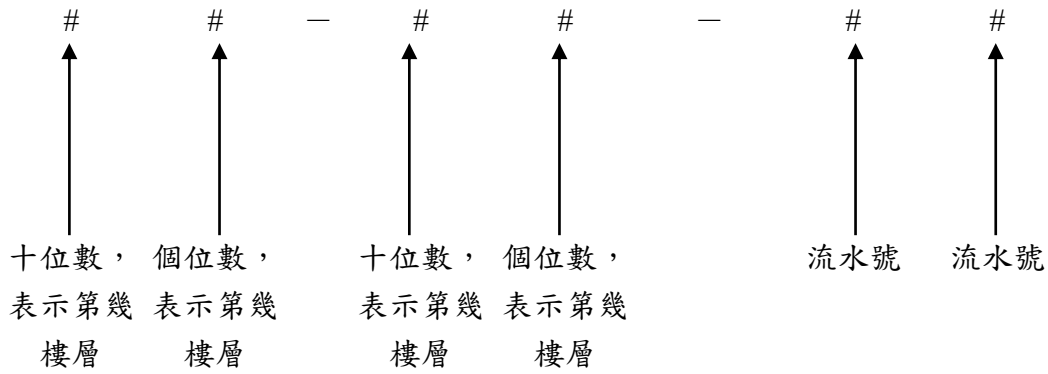 # # － # # － # #
十位數， 個位數， 十位數， 個位數， 流水號 流水號
表示第幾 表示第幾 表示第幾 表示第幾
樓層 樓層 樓層 樓層